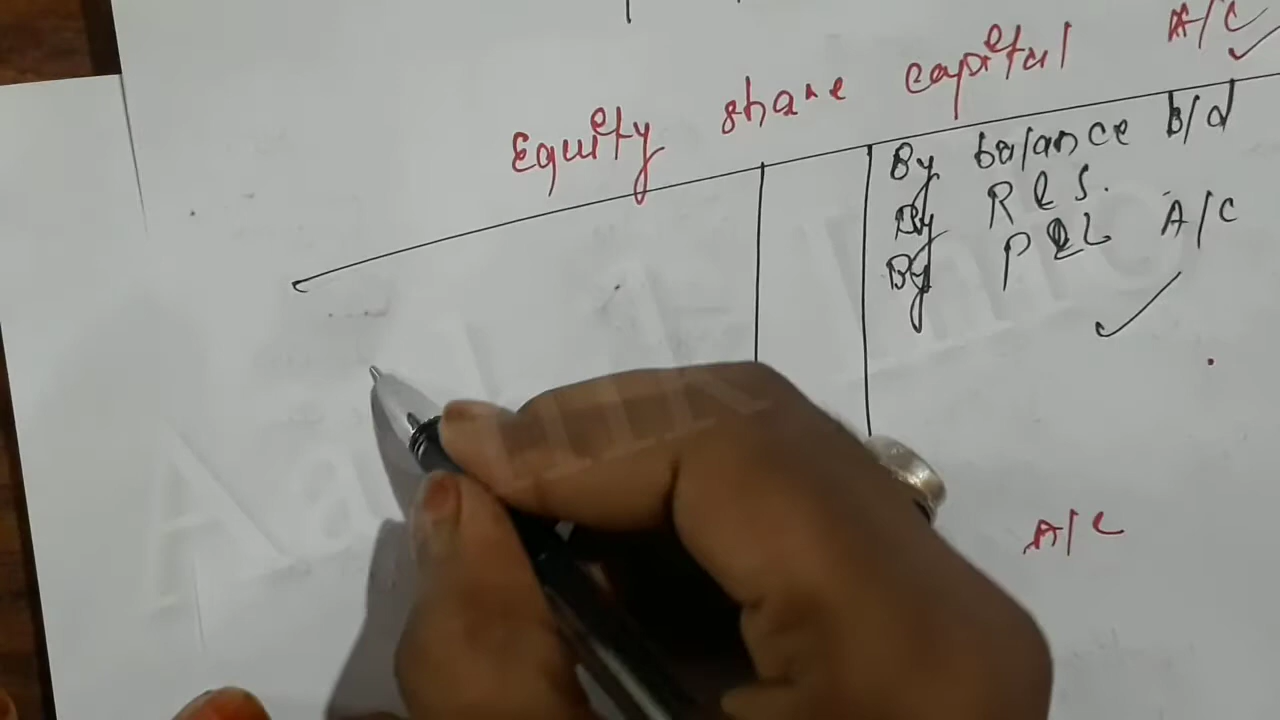 Equity share capital A/C
By balance b/d
By R&S.
By P&L A/C
A/C